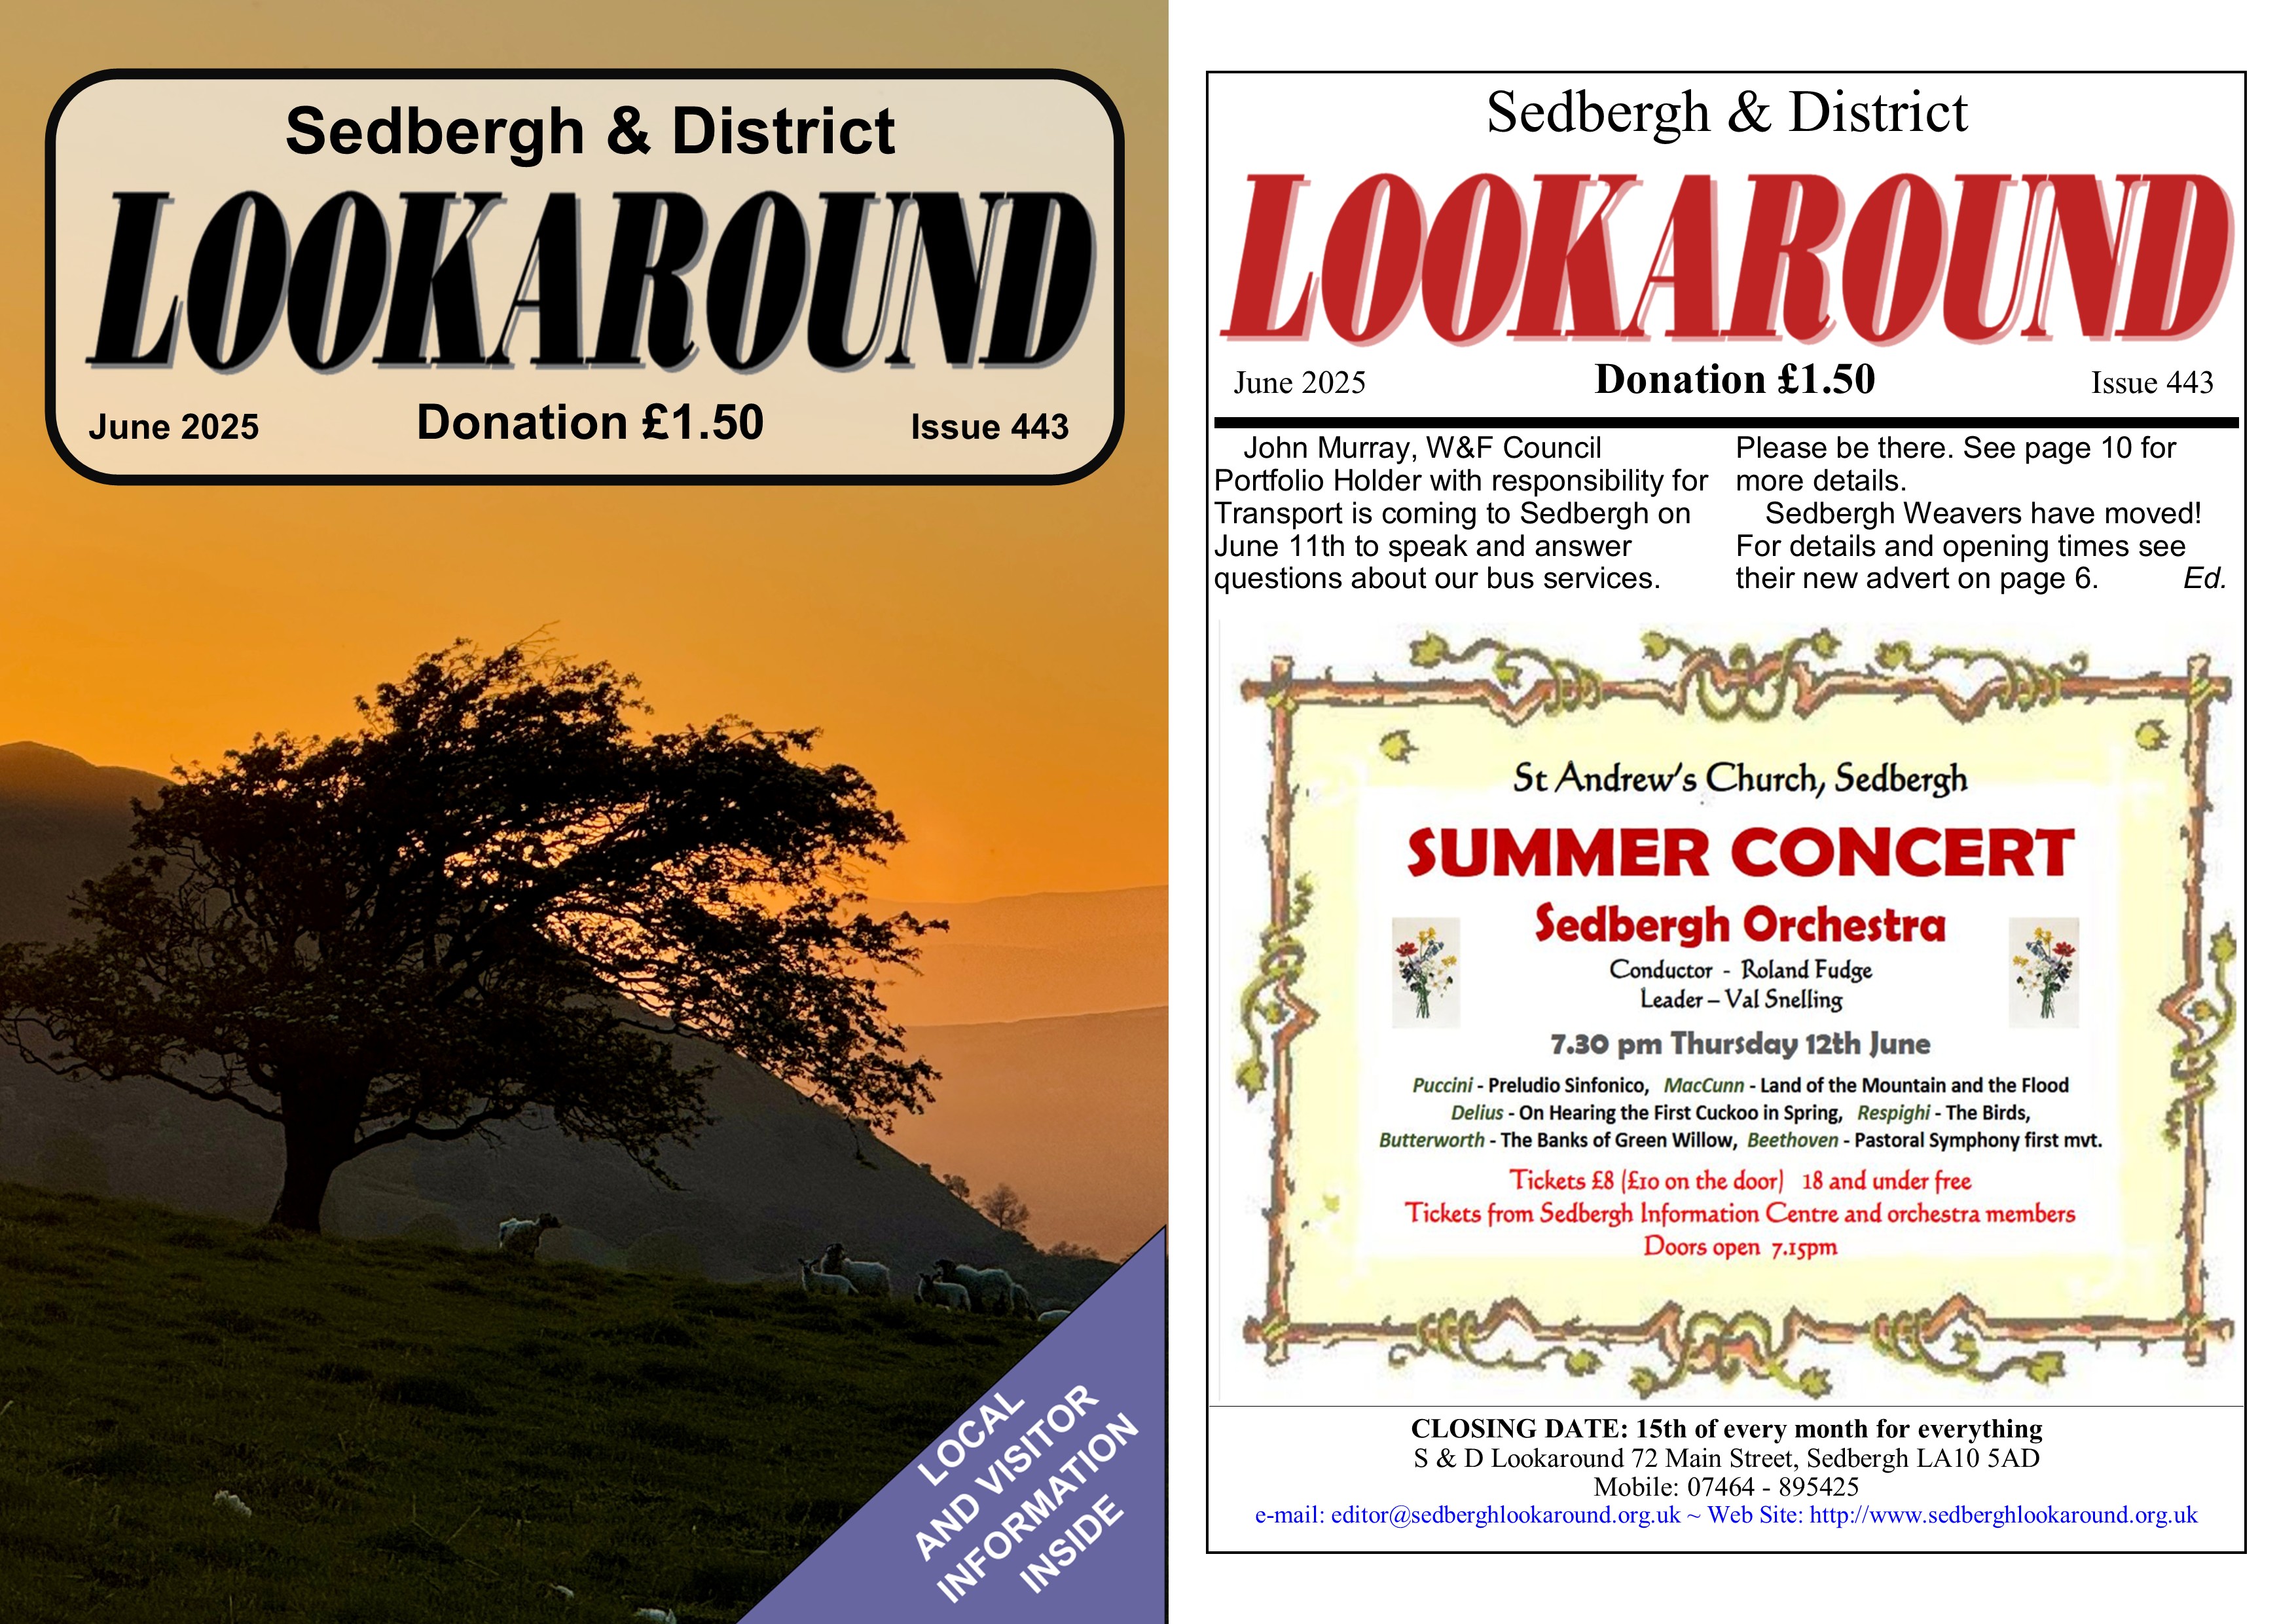 Sedbergh & District
LOOKAROUND
June 2025 Donation £1.50 Issue 443
LOCAL
AND VISITOR
INFORMATION
INSIDE
Sedbergh & District
LOOKAROUND
June 2025 Donation £1.50 Issue 443
John Murray, W&F Council
Portfolio Holder with responsibility for
Transport is coming to Sedbergh on
June 11th to speak and answer
questions about our bus services.
Please be there. See page 10 for
more details.
Sedbergh Weavers have moved!
For details and opening times see
their new advert on page 6. Ed.
St Andrew's Church, Sedbergh
SUMMER CONCERT
Sedbergh Orchestra
Conductor - Roland Fudge
Leader – Val Snelling
7.30 pm Thursday 12th June
Puccini - Preludio Sinfonico, MacCunn - Land of the Mountain and the Flood
Delius - On Hearing the First Cuckoo in Spring, Respighi - The Birds,
Butterworth - The Banks of Green Willow, Beethoven - Pastoral Symphony first mvt.
Tickets £8 (£10 on the door) 18 and under free
Tickets from Sedbergh Information Centre and orchestra members
Doors open 7.15pm
CLOSING DATE: 15th of every month for everything
S & D Lookaround 72 Main Street, Sedbergh LA10 5AD
Mobile: 07464 - 895425
e-mail: editor@sedberghlookaround.org.uk ~ Web Site: http://www.sedberghlookaround.org.uk